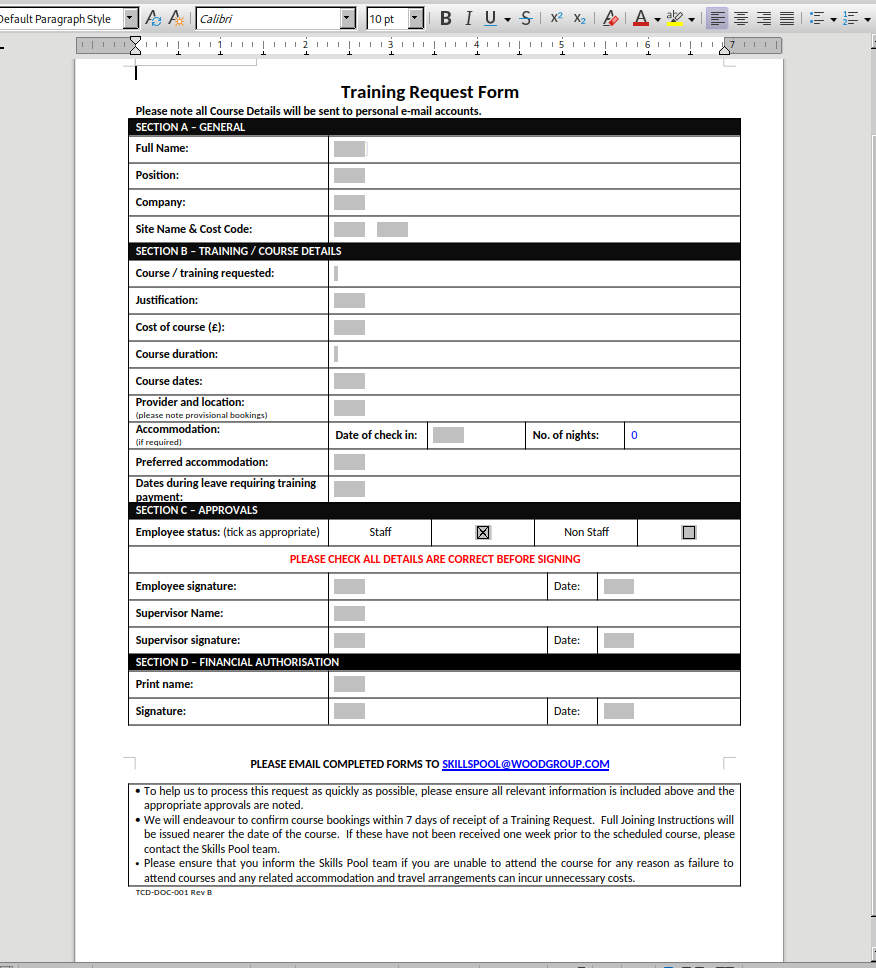 Default Paragraph Style
Calibri
10 pt
B I U S X² X₂ A
1 2 3 4 5 6 7
Training Request Form
Please note all Course Details will be sent to personal e-mail accounts.
SECTION A – GENERAL
Full Name:
Position:
Company:
Site Name & Cost Code:
SECTION B – TRAINING / COURSE DETAILS
Course / training requested:
Justification:
Cost of course (£):
Course duration:
Course dates:
Provider and location:
(please note provisional bookings)
Accommodation:
(if required)
Date of check in:
No. of nights:
0
Preferred accommodation:
Dates during leave requiring training
payment:
SECTION C – APPROVALS
Employee status: (tick as appropriate) Staff Non Staff
PLEASE CHECK ALL DETAILS ARE CORRECT BEFORE SIGNING
Employee signature: Date:
Supervisor Name:
Supervisor signature: Date:
SECTION D – FINANCIAL AUTHORISATION
Print name:
Signature: Date:
PLEASE EMAIL COMPLETED FORMS TO SKILLSPOOL@WOODGROUP.COM
• To help us to process this request as quickly as possible, please ensure all relevant information is included above and the
appropriate approvals are noted.
• We will endeavour to confirm course bookings within 7 days of receipt of a Training Request. Full Joining Instructions will
be issued nearer the date of the course. If these have not been received one week prior to the scheduled course, please
contact the Skills Pool team.
• Please ensure that you inform the Skills Pool team if you are unable to attend the course for any reason as failure to
attend courses and any related accommodation and travel arrangements can incur unnecessary costs.
TCD-DOC-001 Rev B